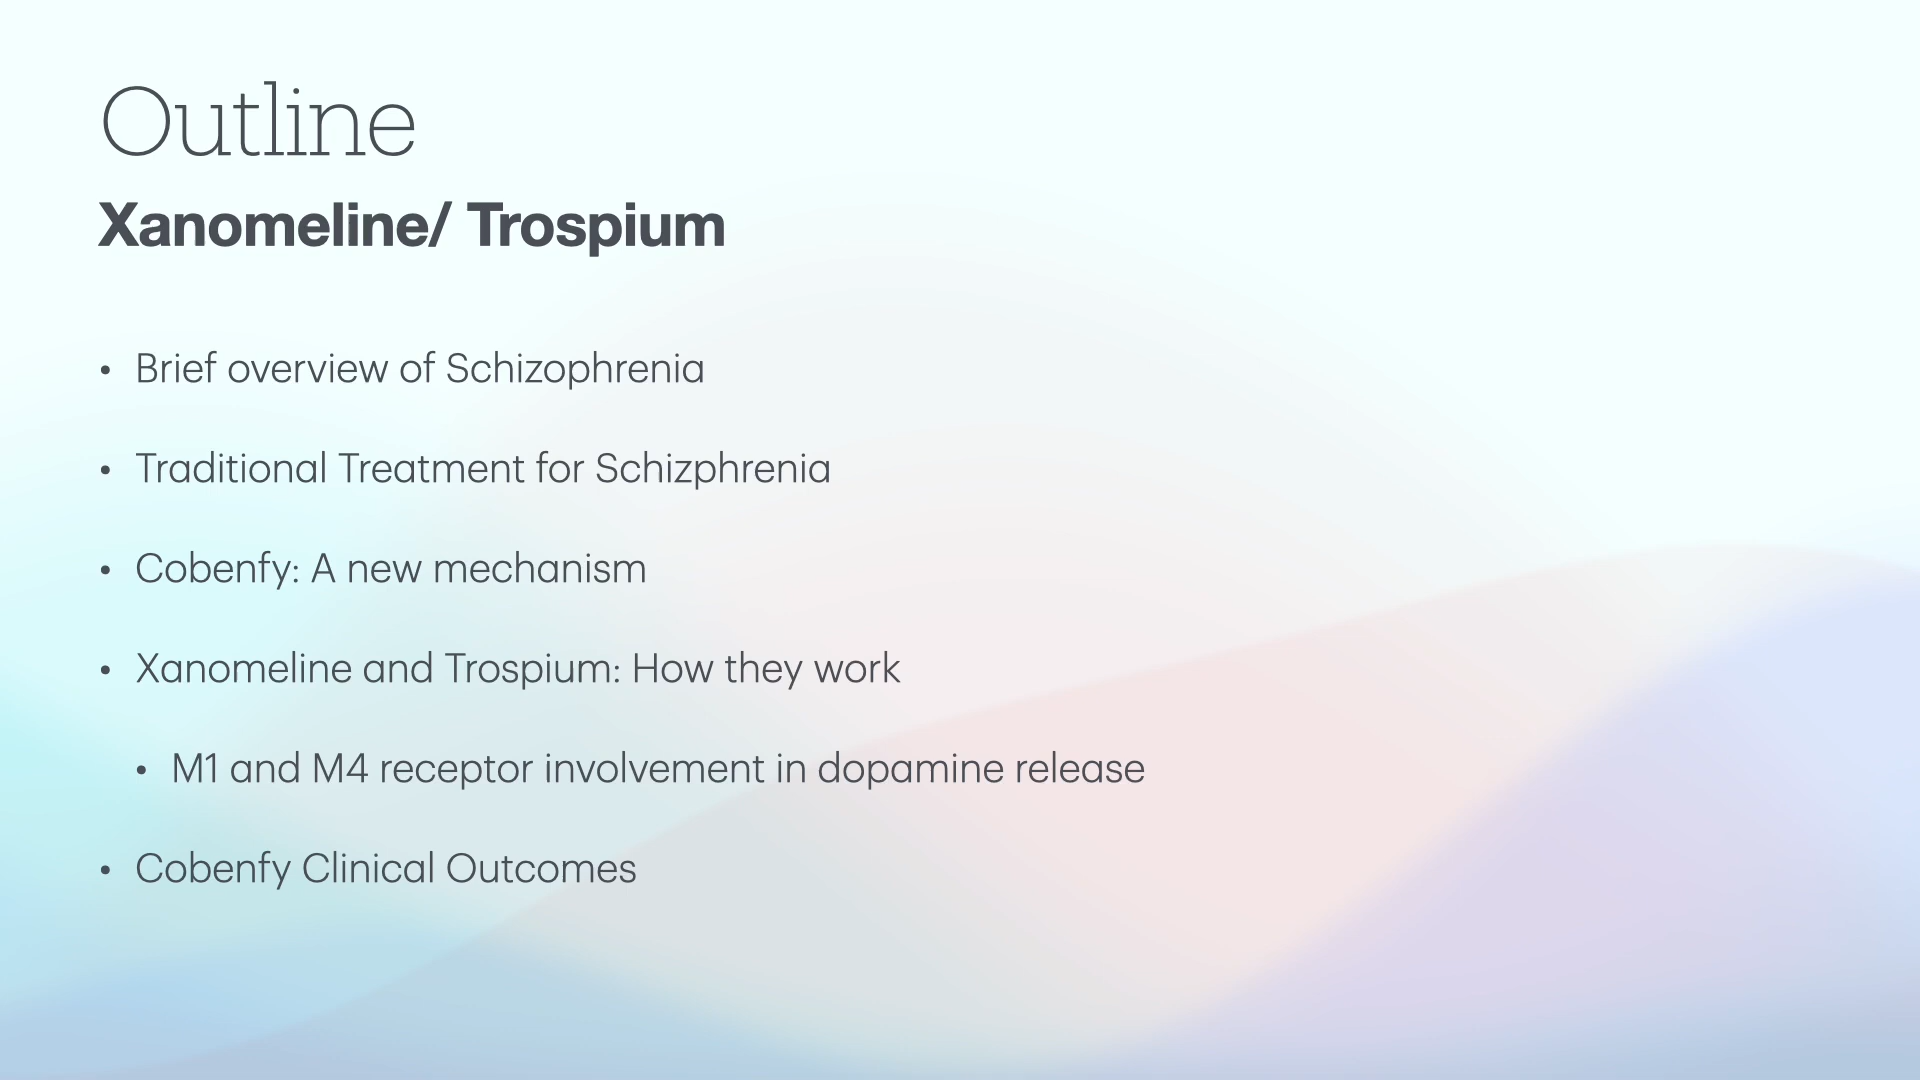 Outline
Xanomeline/ Trospium
• Brief overview of Schizophrenia
• Traditional Treatment for Schizphrenia
• Cobenfy: A new mechanism
• Xanomeline and Trospium: How they work
• M1 and M4 receptor involvement in dopamine release
• Cobenfy Clinical Outcomes